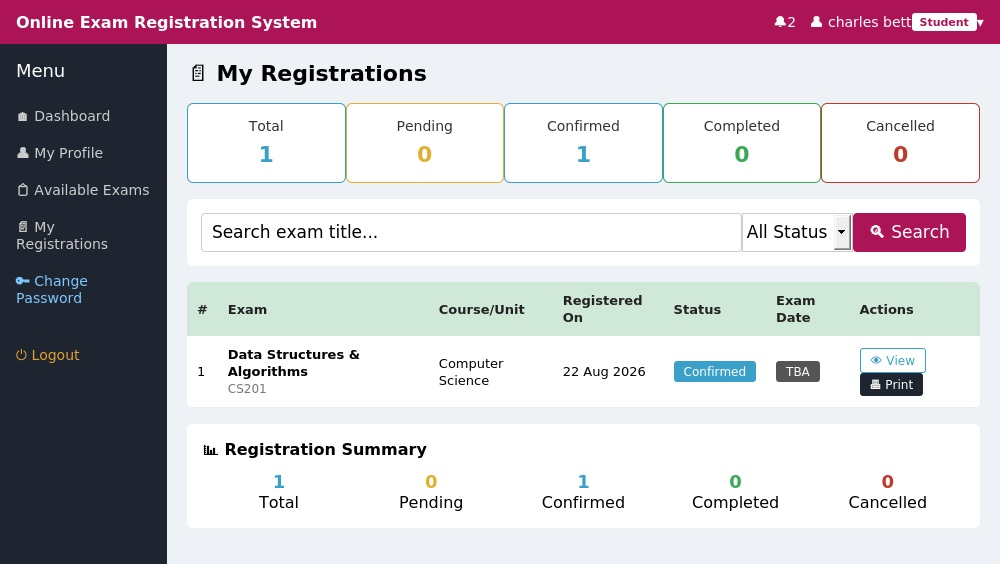 Online Exam Registration System
2 charles bett Student
Menu
Dashboard
My Profile
Available Exams
My
Registrations
Change
Password
Logout
My Registrations
Total Pending Confirmed Completed Cancelled
1 0 1 0 0
Search exam title... All Status Search
# Exam Course/Unit Registered On Status Exam Date Actions
1 Data Structures & Algorithms CS201 Computer Science 22 Aug 2026 Confirmed TBA View Print
Registration Summary
1 0 1 0 0
Total Pending Confirmed Completed Cancelled